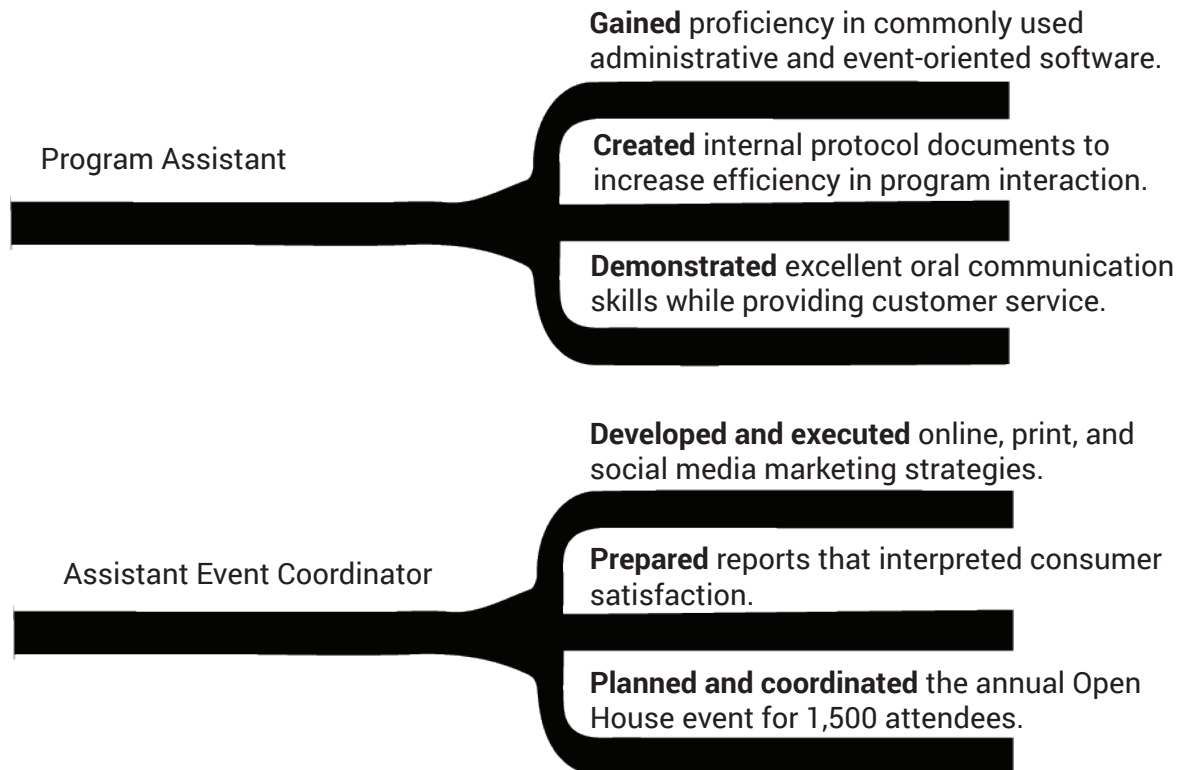 Gained proficiency in commonly used
administrative and event-oriented software.
Program Assistant
Created internal protocol documents to
increase efficiency in program interaction.
Demonstrated excellent oral communication
skills while providing customer service.
Developed and executed online, print, and
social media marketing strategies.
Assistant Event Coordinator
Prepared reports that interpreted consumer
satisfaction.
Planned and coordinated the annual Open
House event for 1,500 attendees.